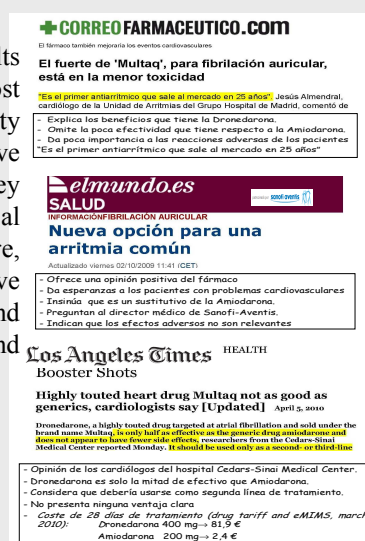 lts
ost
ty
ve
ey
al
re,
ve
nd
nd
CORREO FARMACEUTICO.com
El fármaco también mejoraría los eventos cardiovasculares
El fuerte de 'Multaq', para fibrilación auricular,
está en la menor toxicidad
"Es el primer antiarrítmico que sale al mercado en 25 años". Jesús Almendral,
cardiólogo de la Unidad de Arritmias del Grupo Hospital de Madrid, comentó de
- Explica los beneficios que tiene la Dronedarona.
- Omite la poca efectividad que tiene respecto a la Amiodarona.
- Da poca importancia a las reacciones adversas de los pacientes
"Es el primer antiarrítmico que sale al mercado en 25 años"
elmundo.es
SALUD
sanofi aventis
INFORMACIÓNFIBRILACIÓN AURICULAR
Nueva opción para una
arritmia común
Actualizado viernes 02/10/2009 11:41 (CET)
- Ofrece una opinión positiva del fármaco
- Da esperanzas a los pacientes con problemas cardiovasculares
- Insinúa que es un sustitutivo de la Amiodarona.
- Preguntan al director médico de Sanofi-Aventis.
- Indican que los efectos adversos no son relevantes
Los Angeles Times HEALTH
Booster Shots
Highly touted heart drug Multaq not as good as
generics, cardiologists say [Updated] April 5, 2010
Dronedarone, a highly touted drug targeted at atrial fibrillation and sold under the
brand name Multaq, is only half as effective as the generic drug amiodarone and
does not appear to have fewer side effects, researchers from the Cedars-Sinai
Medical Center reported Monday. It should be used only as a second- or third-line
- Opinión de los cardiólogos del hospital Cedars-Sinai Medical Center.
- Dronedarona es solo la mitad de efectivo que Amiodarona.
- Considera que debería usarse como segunda línea de tratamiento.
- No presenta ninguna ventaja clara
- Coste de 28 días de tratamiento (drug tariff and eMIMS, march
2010): Dronedarona 400 mg→ 81,9 €
Amiodarona 200 mg→ 2,4 €